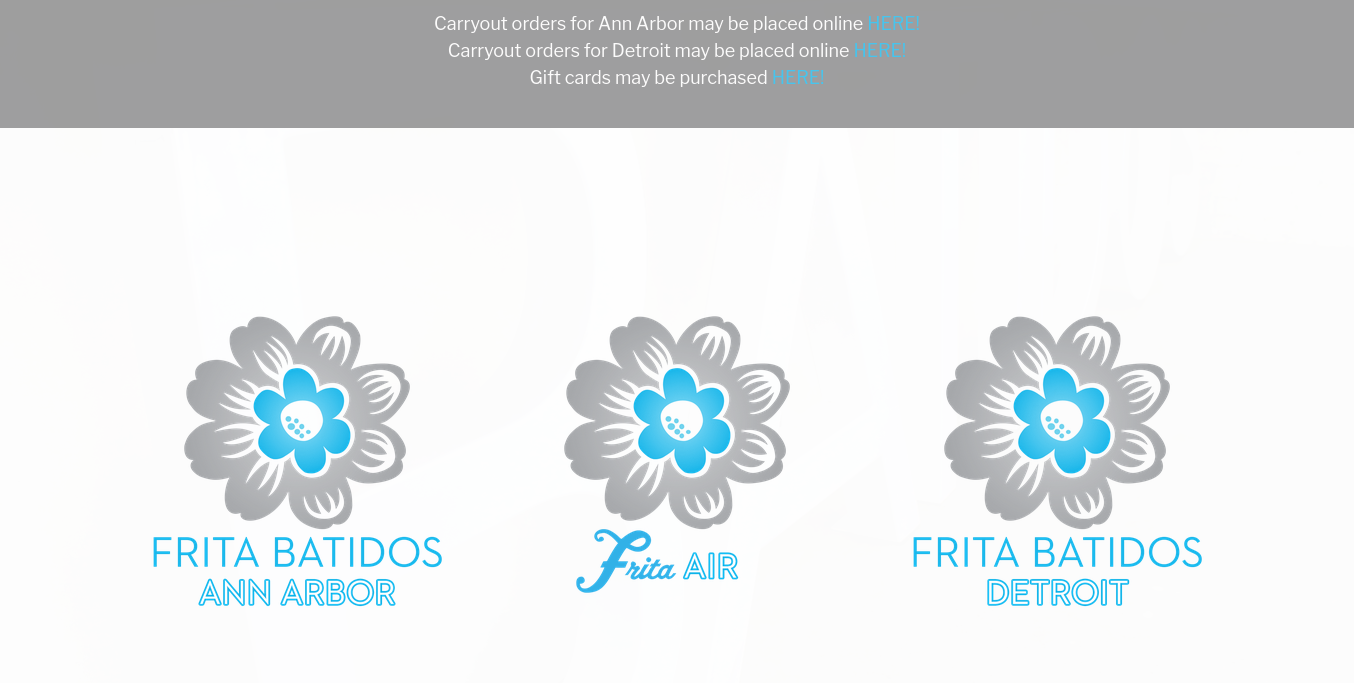 Carryout orders for Ann Arbor may be placed online HERE!
Carryout orders for Detroit may be placed online HERE!
Gift cards may be purchased HERE!
FRITA BATIDOS
ANN ARBOR
Frita AIR
FRITA BATIDOS
DETROIT